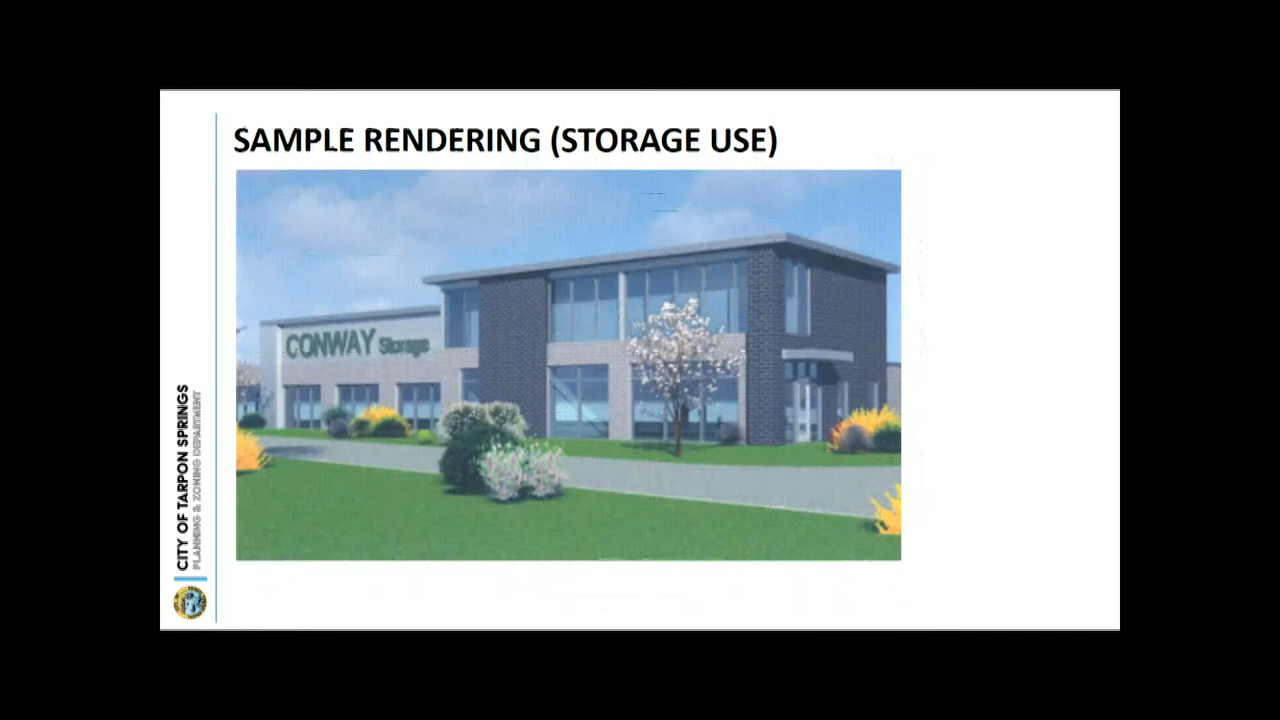 SAMPLE RENDERING (STORAGE USE)
CONWAY Storage
CITY OF TARPON SPRINGS
PLANNING & ZONING DEPARTMENT